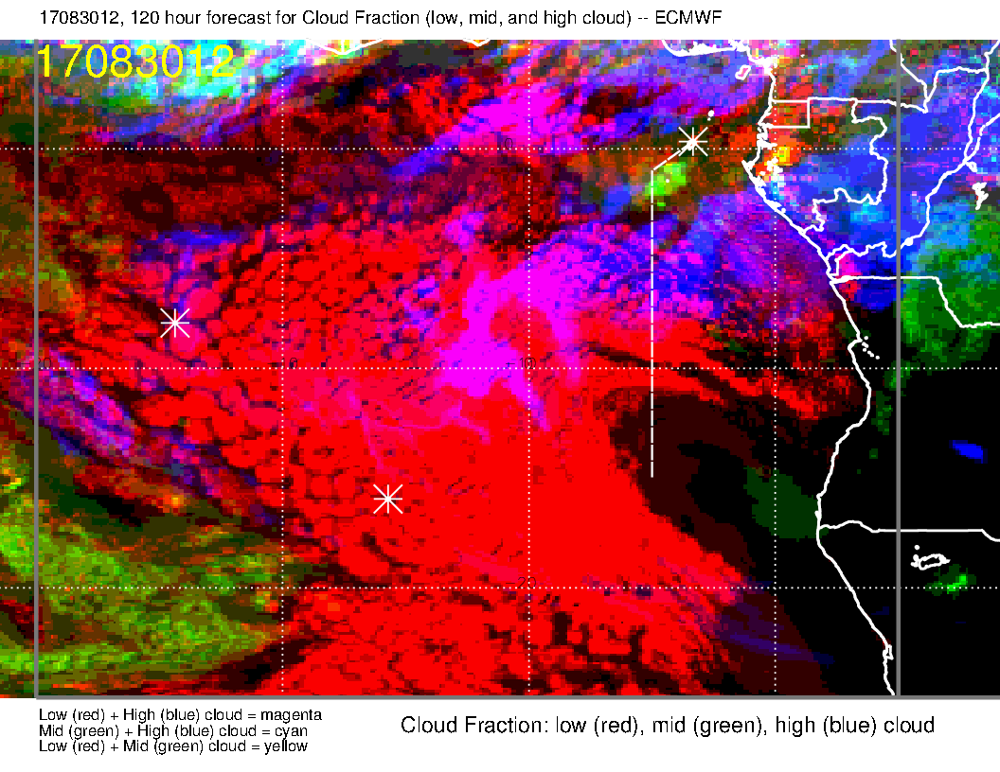 17083012, 120 hour forecast for Cloud Fraction (low, mid, and high cloud) -- ECMWF
17083012
Low (red) + High (blue) cloud = magenta
Mid (green) + High (blue) cloud = cyan
Low (red) + Mid (green) cloud = yellow
Cloud Fraction: low (red), mid (green), high (blue) cloud